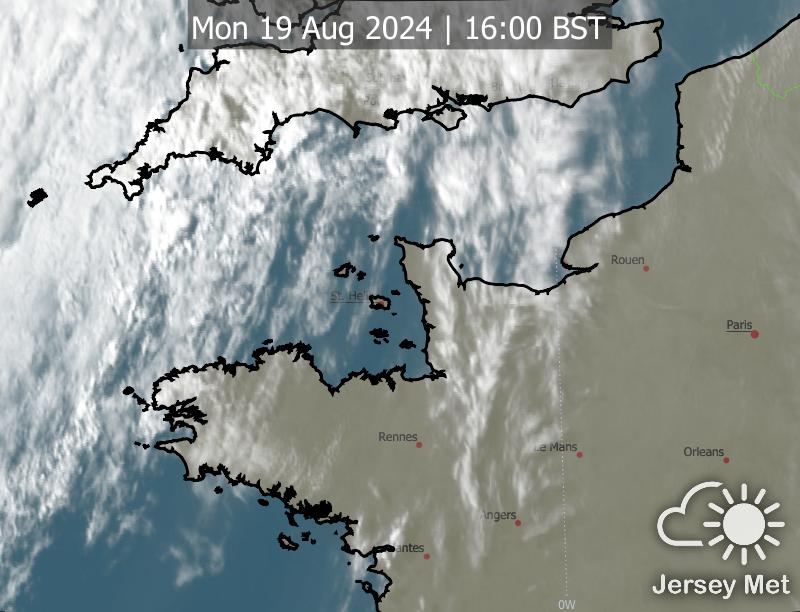 Mon 19 Aug 2024 | 16:00 BST
Rouen
St. Hel
Paris
Rennes
Le Mans
Orleans
Angers
antes
Jersey Met
0W